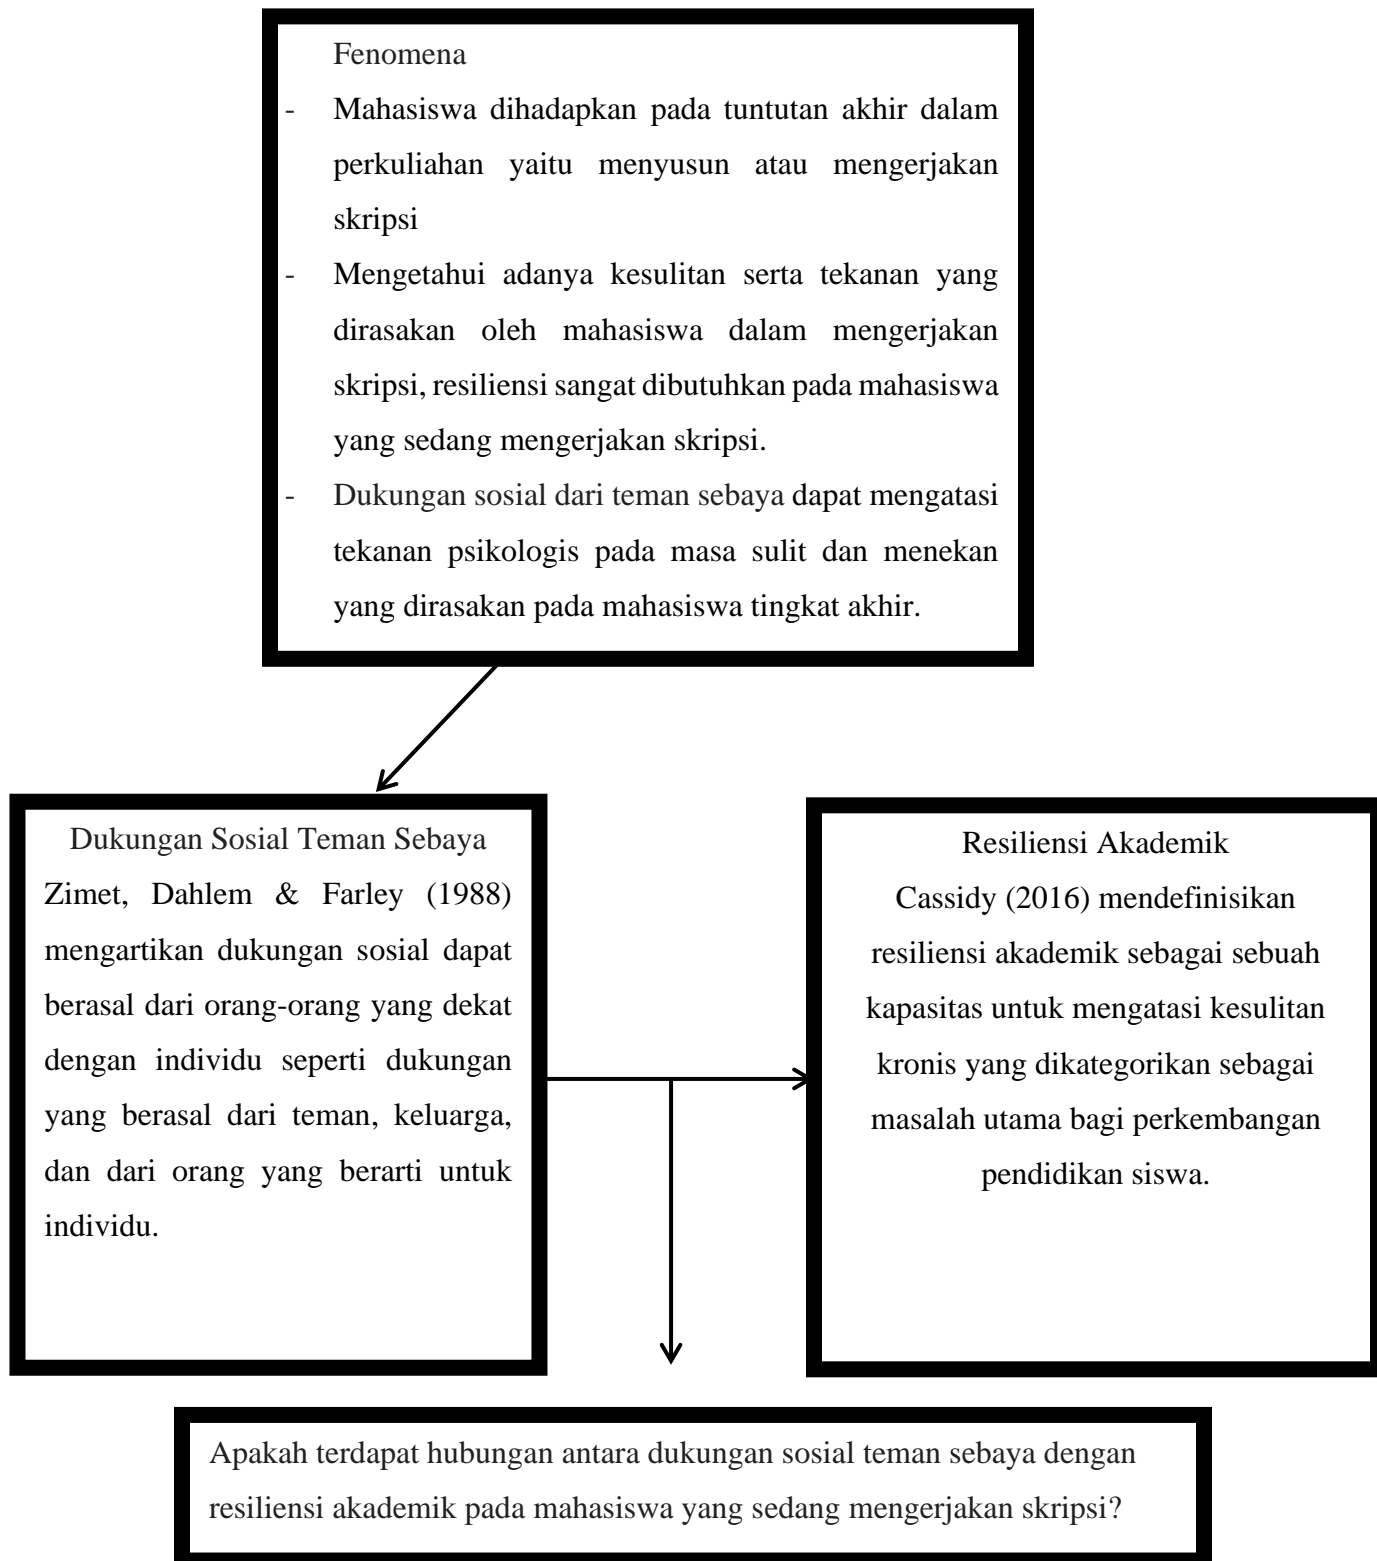 Fenomena
- Mahasiswa dihadapkan pada tuntutan akhir dalam
perkuliahan yaitu menyusun atau mengerjakan
skripsi
- Mengetahui adanya kesulitan serta tekanan yang
dirasakan oleh mahasiswa dalam mengerjakan
skripsi, resiliensi sangat dibutuhkan pada mahasiswa
yang sedang mengerjakan skripsi.
- Dukungan sosial dari teman sebaya dapat mengatasi
tekanan psikologis pada masa sulit dan menekan
yang dirasakan pada mahasiswa tingkat akhir.
Dukungan Sosial Teman Sebaya
Zimet, Dahlem & Farley (1988)
mengartikan dukungan sosial dapat
berasal dari orang-orang yang dekat
dengan individu seperti dukungan
yang berasal dari teman, keluarga,
dan dari orang yang berarti untuk
individu.
Resiliensi Akademik
Cassidy (2016) mendefinisikan
resiliensi akademik sebagai sebuah
kapasitas untuk mengatasi kesulitan
kronis yang dikategorikan sebagai
masalah utama bagi perkembangan
pendidikan siswa.
Apakah terdapat hubungan antara dukungan sosial teman sebaya dengan
resiliensi akademik pada mahasiswa yang sedang mengerjakan skripsi?